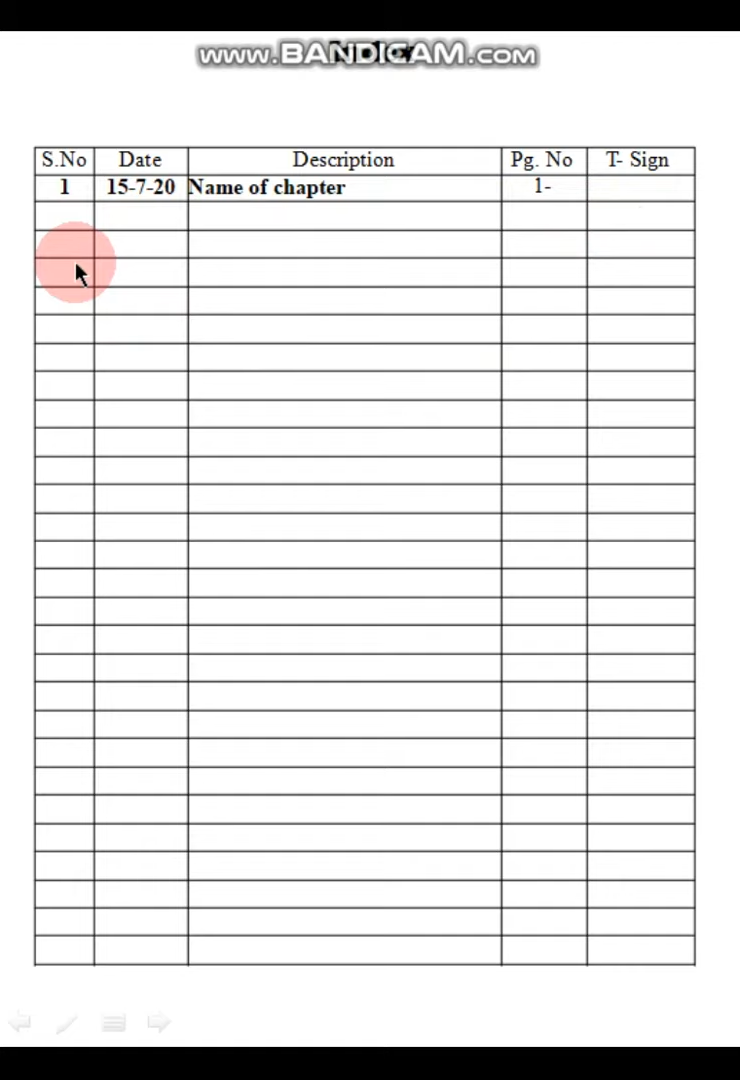 www.BANDICAM.com
S.No Date Description Pg. No T- Sign
1 15-7-20 Name of chapter 1-